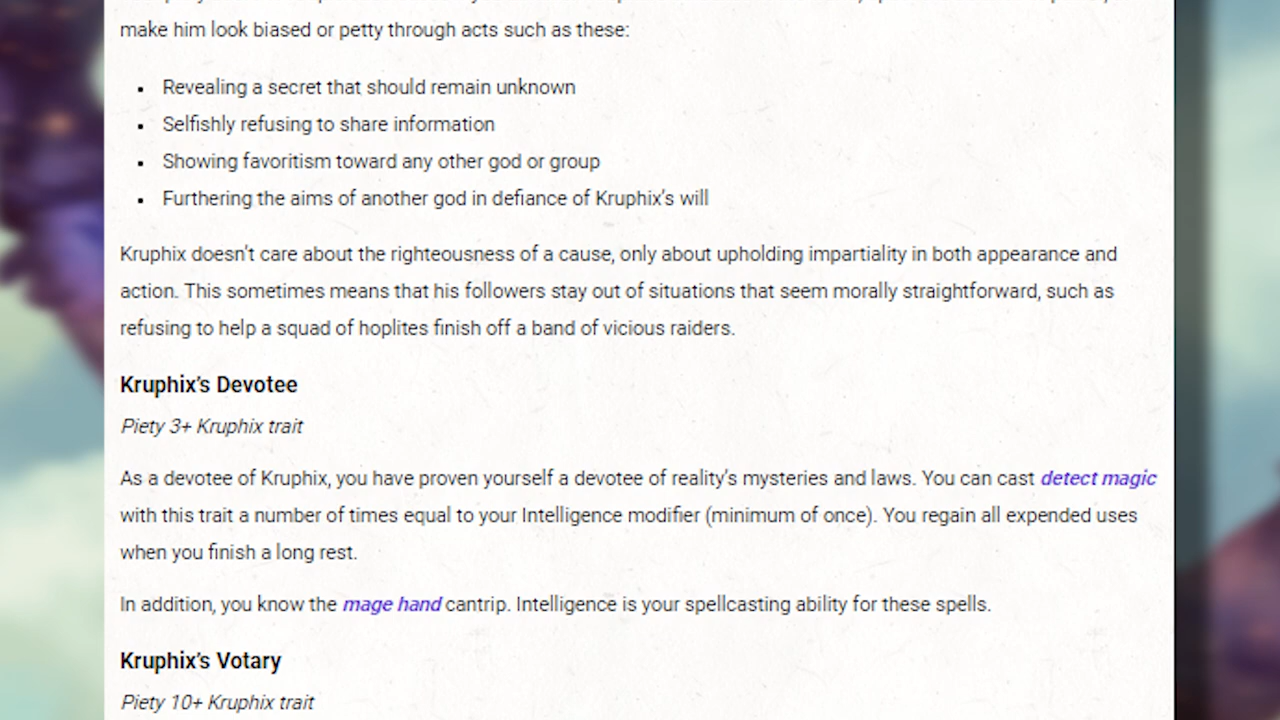 make him look biased or petty through acts such as these:
Revealing a secret that should remain unknown
Selfishly refusing to share information
Showing favoritism toward any other god or group
Furthering the aims of another god in defiance of Kruphix’s will
Kruphix doesn’t care about the righteousness of a cause, only about upholding impartiality in both appearance and
action. This sometimes means that his followers stay out of situations that seem morally straightforward, such as
refusing to help a squad of hoplites finish off a band of vicious raiders.
Kruphix’s Devotee
Piety 3+ Kruphix trait
As a devotee of Kruphix, you have proven yourself a devotee of reality’s mysteries and laws. You can cast detect magic
with this trait a number of times equal to your Intelligence modifier (minimum of once). You regain all expended uses
when you finish a long rest.
In addition, you know the mage hand cantrip. Intelligence is your spellcasting ability for these spells.
Kruphix’s Votary
Piety 10+ Kruphix trait